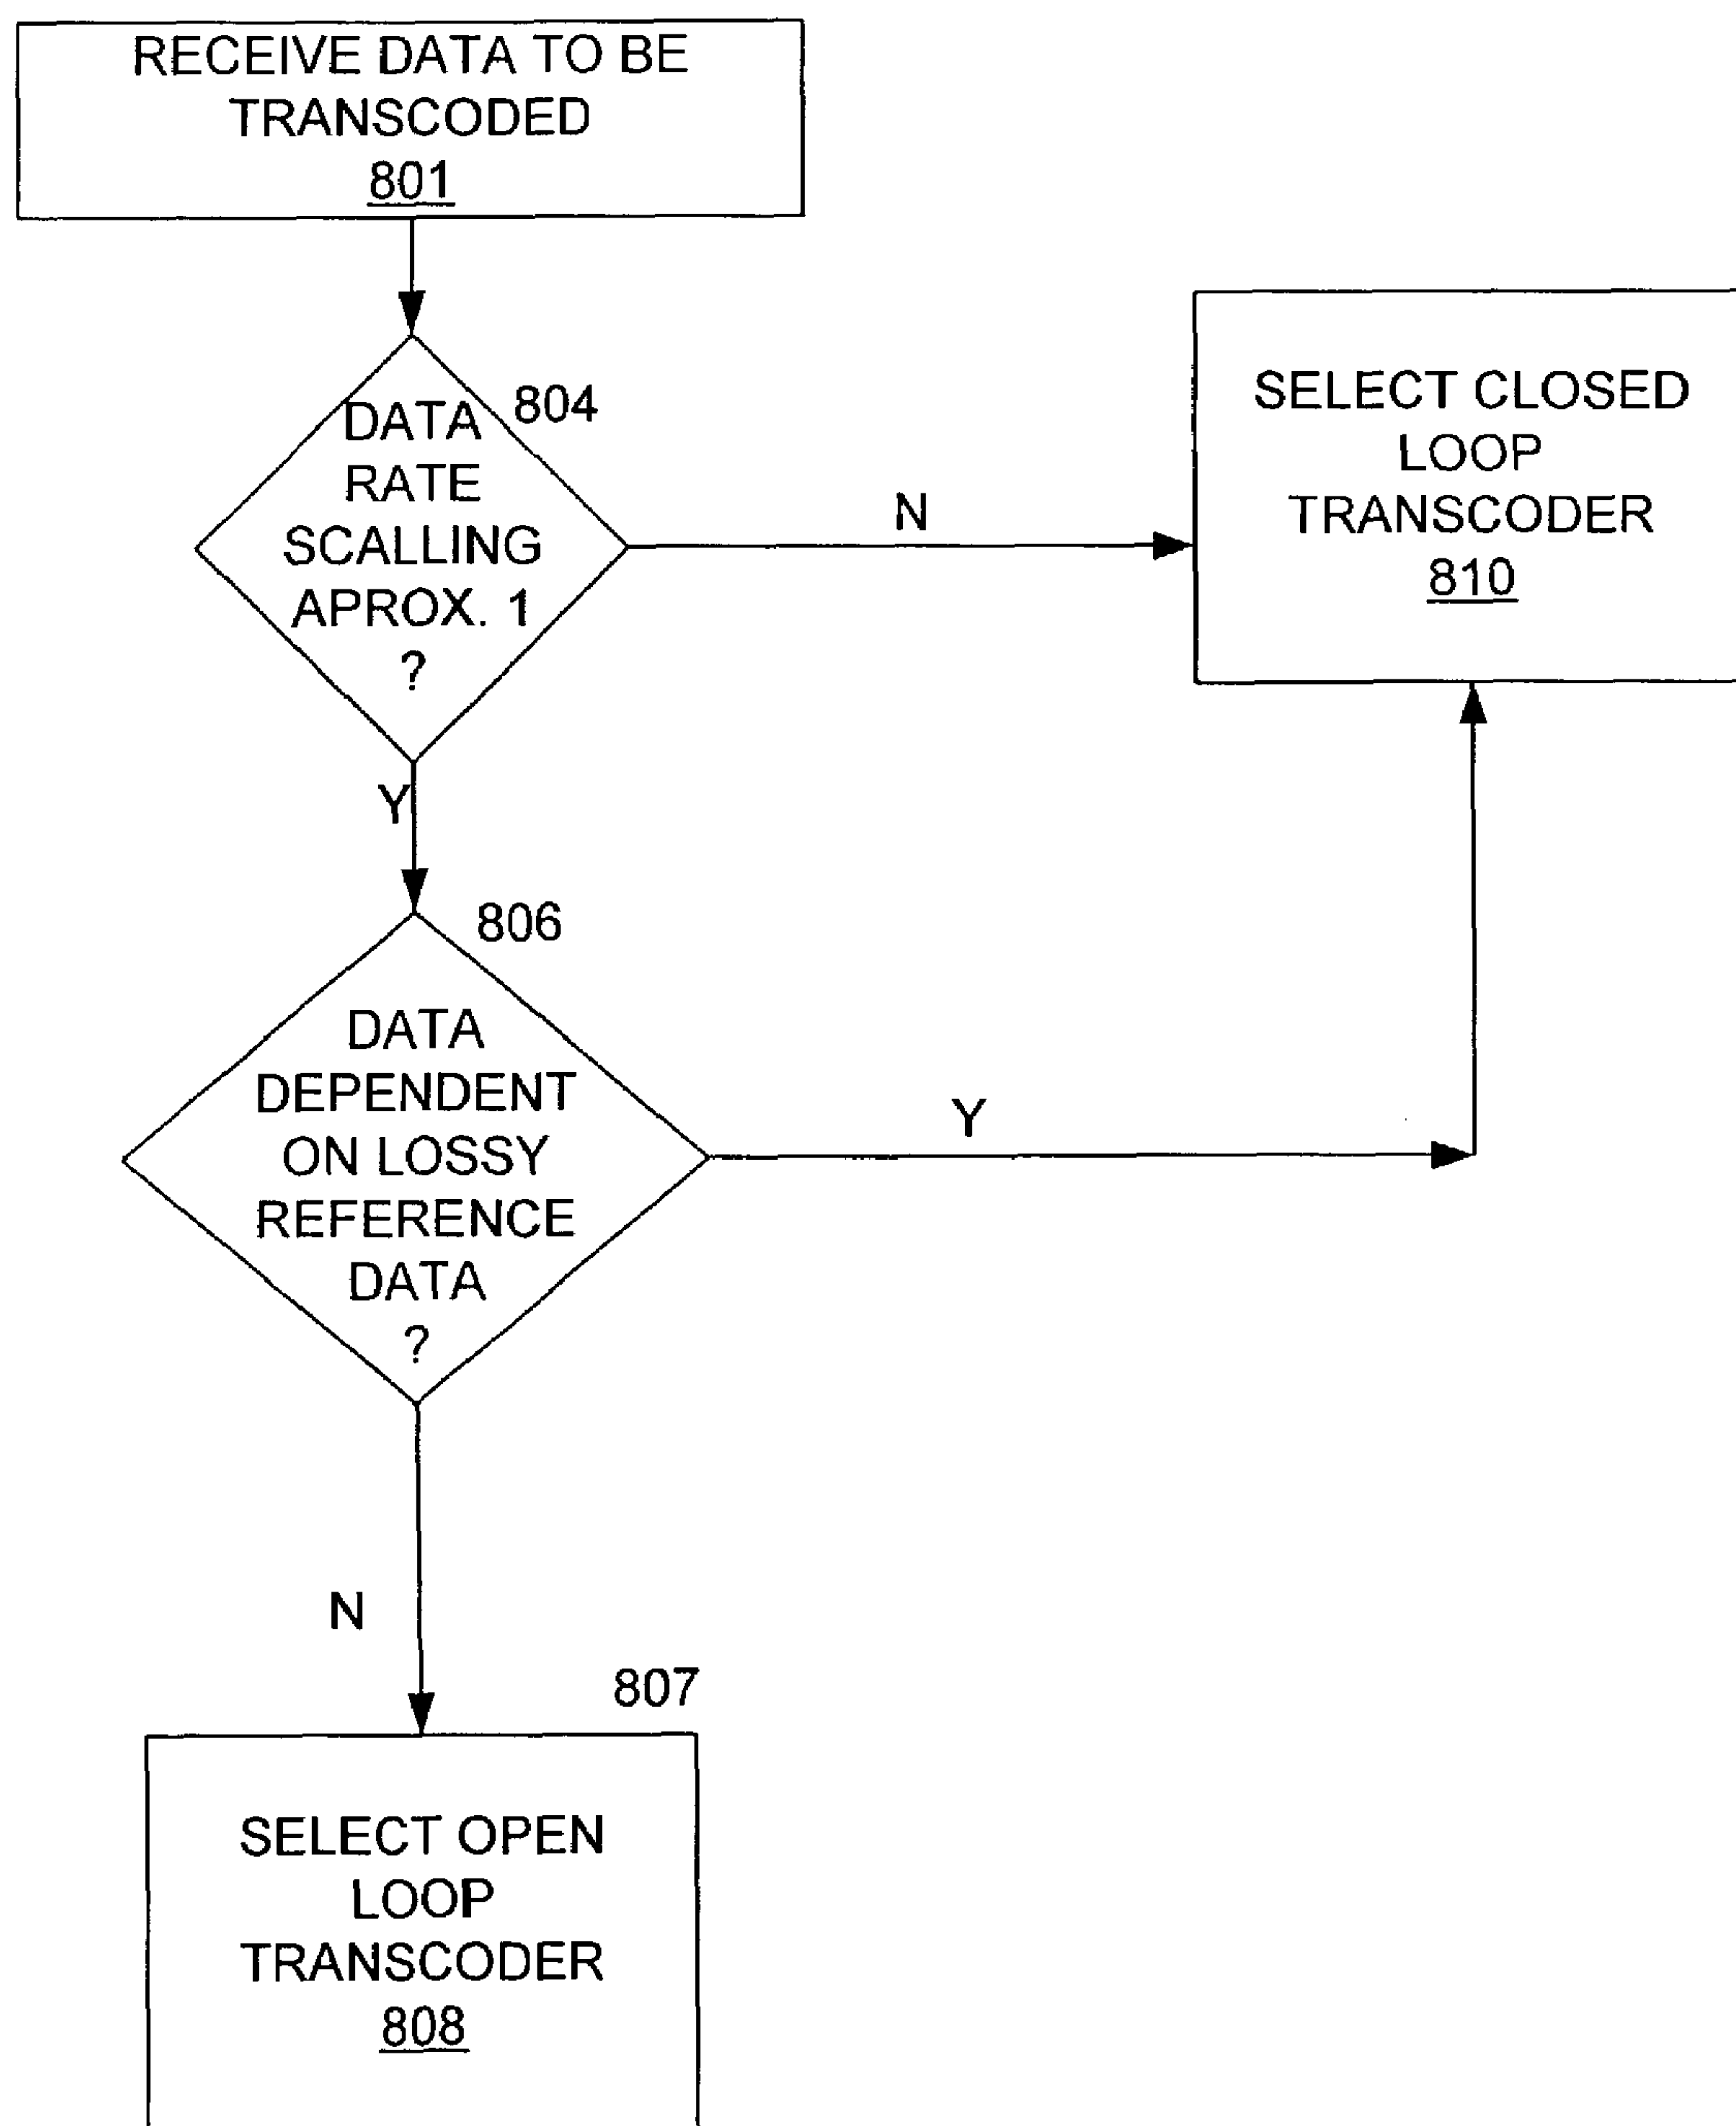 RECEIVE DATA TO BE
TRANSCODED
801
804
DATA
RATE
SCALLING
APROX. 1
?
N
SELECT CLOSED
LOOP
TRANSCODER
810
Y
806
DATA
DEPENDENT
ON LOSSY
REFERENCE
DATA
?
Y
N
807
SELECT OPEN
LOOP
TRANSCODER
808